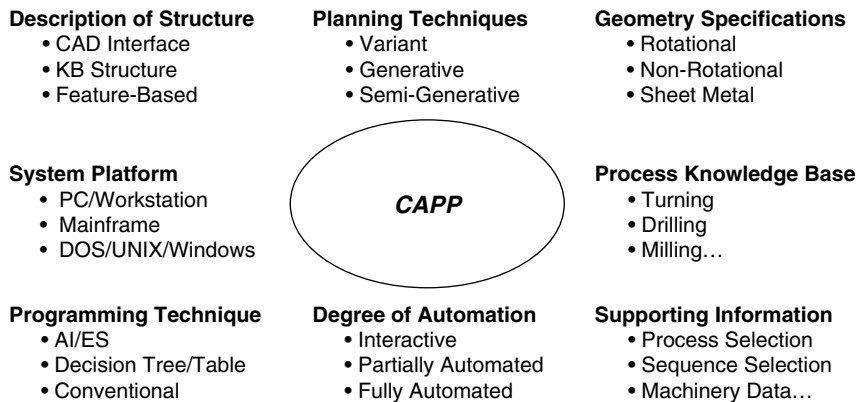 Description of Structure
• CAD Interface
• KB Structure
• Feature-Based
Planning Techniques
• Variant
• Generative
• Semi-Generative
Geometry Specifications
• Rotational
• Non-Rotational
• Sheet Metal
System Platform
• PC/Workstation
• Mainframe
• DOS/UNIX/Windows
CAPP
Process Knowledge Base
• Turning
• Drilling
• Milling…
Programming Technique
• AI/ES
• Decision Tree/Table
• Conventional
Degree of Automation
• Interactive
• Partially Automated
• Fully Automated
Supporting Information
• Process Selection
• Sequence Selection
• Machinery Data…